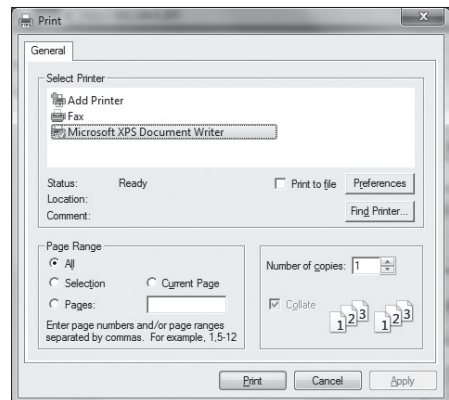 Print
General
Select Printer
Add Printer
Fax
Microsoft XPS Document Writer
Status: Ready
Print to file
Preferences
Location:
Comment:
Find Printer...
Page Range
All
Selection
Current Page
Pages:
Enter page numbers and/or page ranges
separated by commas. For example, 1,5-12
Number of copies: 1
Collate
1 2 3 1 2 3
Print
Cancel
Apply